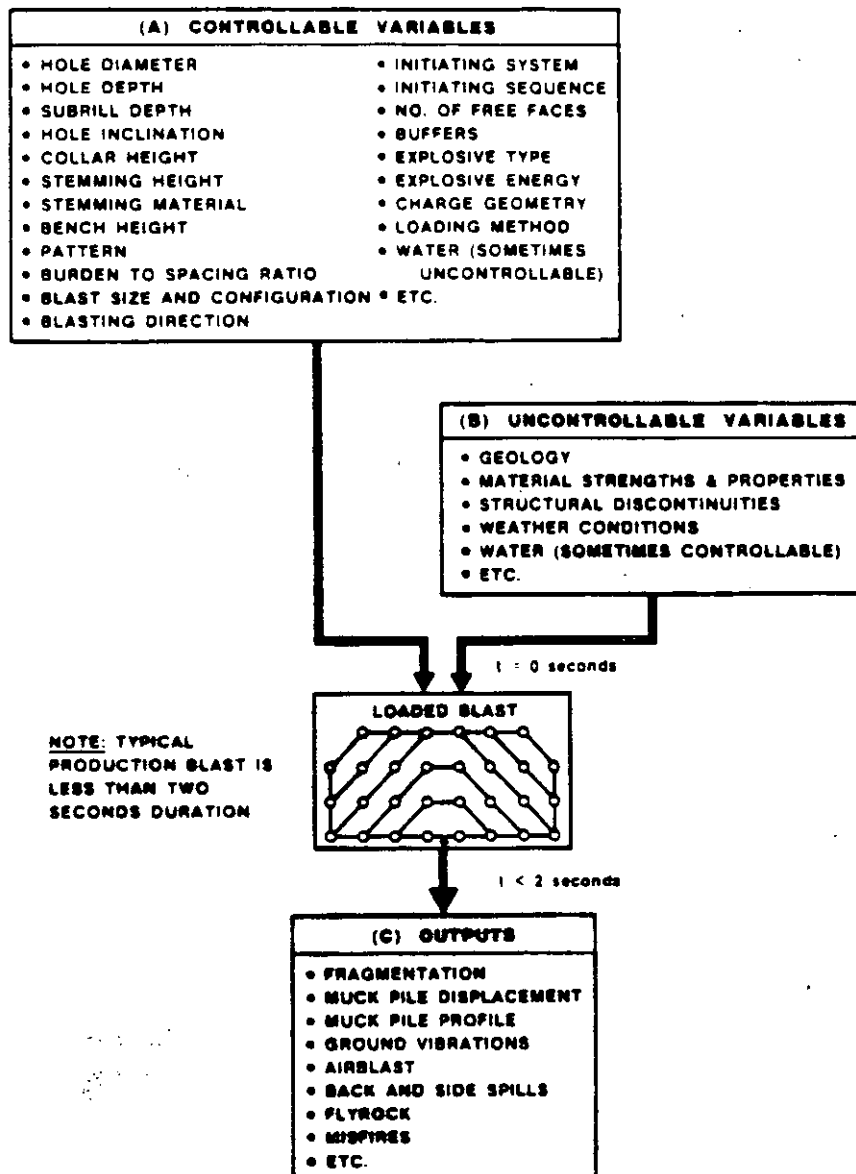 (A) CONTROLLABLE VARIABLES
• HOLE DIAMETER
• HOLE DEPTH
• SUBRILL DEPTH
• HOLE INCLINATION
• COLLAR HEIGHT
• STEMMING HEIGHT
• STEMMING MATERIAL
• BENCH HEIGHT
• PATTERN
• BURDEN TO SPACING RATIO
• BLAST SIZE AND CONFIGURATION
• BLASTING DIRECTION
• INITIATING SYSTEM
• INITIATING SEQUENCE
• NO. OF FREE FACES
• BUFFERS
• EXPLOSIVE TYPE
• EXPLOSIVE ENERGY
• CHARGE GEOMETRY
• LOADING METHOD
• WATER (SOMETIMES
UNCONTROLLABLE)
• ETC.
(B) UNCONTROLLABLE VARIABLES
• GEOLOGY
• MATERIAL STRENGTHS & PROPERTIES
• STRUCTURAL DISCONTINUITIES
• WEATHER CONDITIONS
• WATER (SOMETIMES CONTROLLABLE)
• ETC.
t = 0 seconds
LOADED BLAST
NOTE: TYPICAL
PRODUCTION BLAST IS
LESS THAN TWO
SECONDS DURATION
t < 2 seconds
(C) OUTPUTS
• FRAGMENTATION
• MUCK PILE DISPLACEMENT
• MUCK PILE PROFILE
• GROUND VIBRATIONS
• AIRBLAST
• BACK AND SIDE SPILLS
• FLYROCK
• MISFIRES
• ETC.